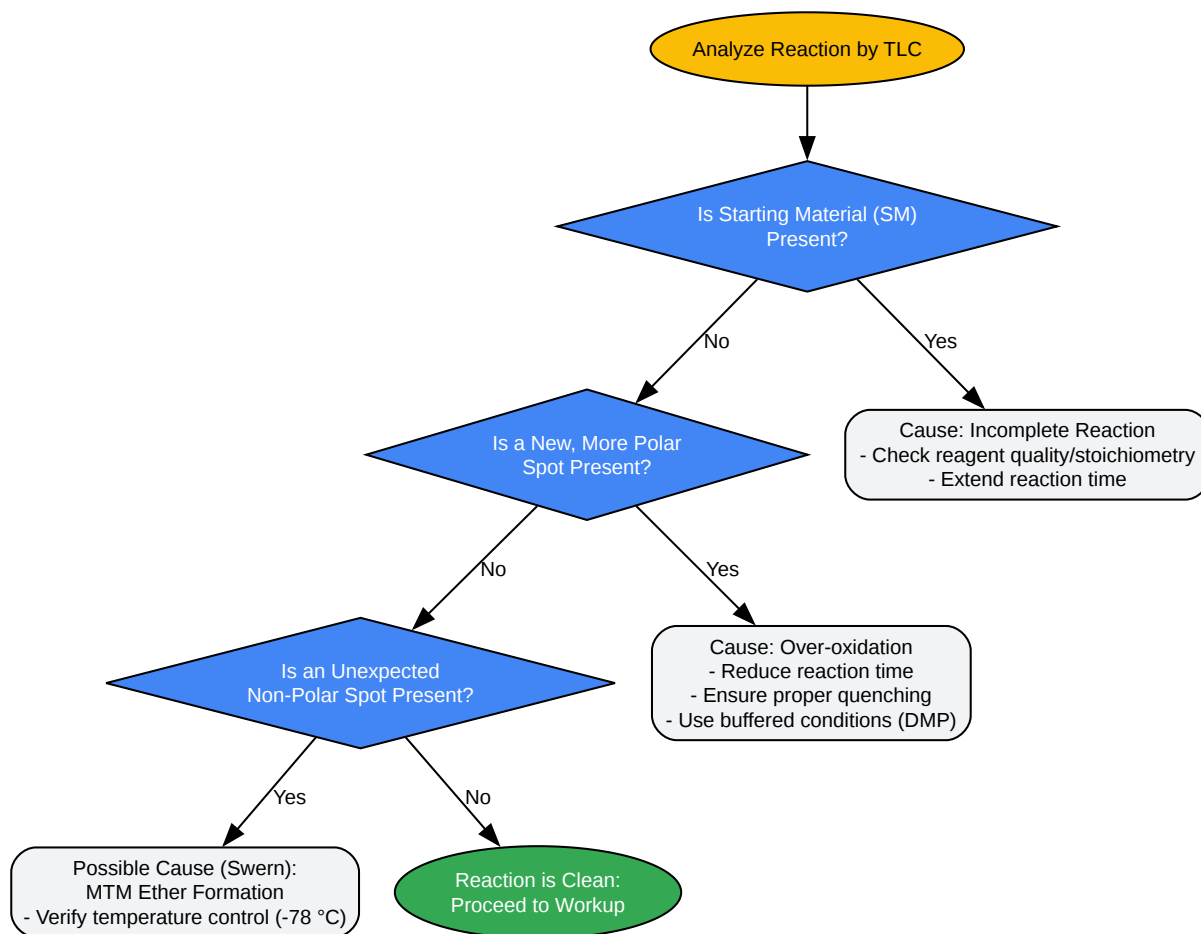 Analyze Reaction by TLC
Is Starting Material (SM)
Present?
No
Yes
Is a New, More Polar
Spot Present?
Cause: Incomplete Reaction
- Check reagent quality/stoichiometry
- Extend reaction time
No
Yes
Is an Unexpected
Non-Polar Spot Present?
Cause: Over-oxidation
- Reduce reaction time
- Ensure proper quenching
- Use buffered conditions (DMP)
Yes
No
Possible Cause (Swern):
MTM Ether Formation
- Verify temperature control (-78 °C)
Reaction is Clean:
Proceed to Workup